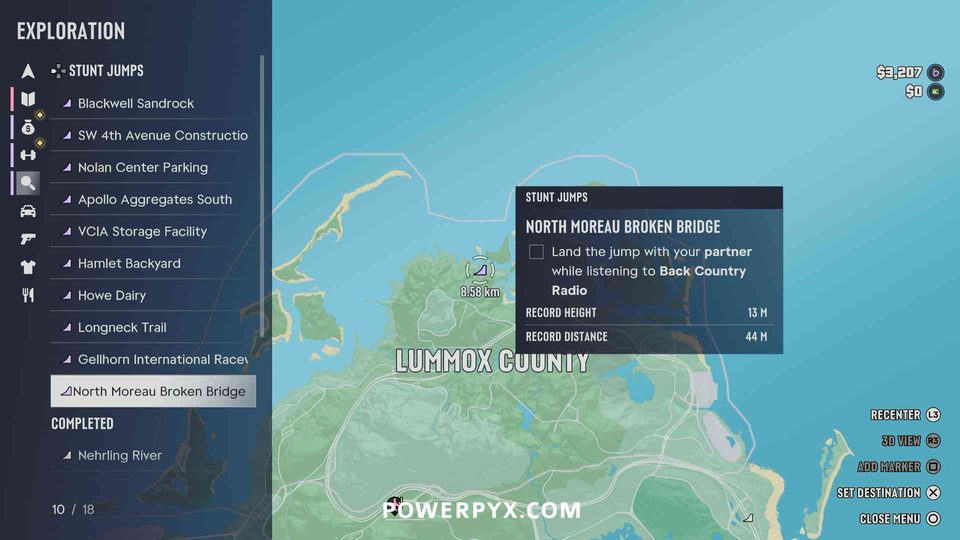 EXPLORATION
STUNT JUMPS
Blackwell Sandrock
SW 4th Avenue Constructio
Nolan Center Parking
Apollo Aggregates South
VCIA Storage Facility
Hamlet Backyard
Howe Dairy
Longneck Trail
Gellhorn International Racew
North Moreau Broken Bridge
COMPLETED
Nehrling River
10 / 18
$3,207
$0
STUNT JUMPS
NORTH MOREAU BROKEN BRIDGE
Land the jump with your partner
while listening to Back Country
Radio
RECORD HEIGHT 13 M
RECORD DISTANCE 44 M
8.58 km
LUMMOX COUNTY
RECENTER L3
3D VIEW R3
ADD MARKER
SET DESTINATION
CLOSE MENU
POWERPYX.COM